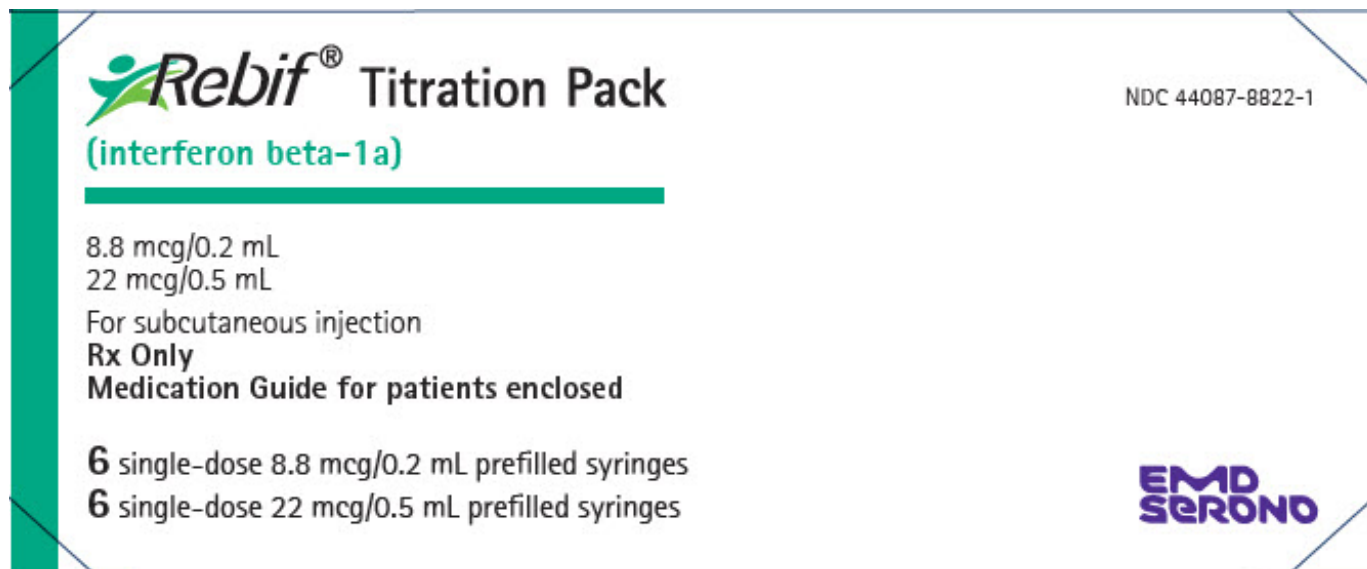 Rebif® Titration Pack
NDC 44087-8822-1
(interferon beta-1a)
8.8 mcg/0.2 mL
22 mcg/0.5 mL
For subcutaneous injection
Rx Only
Medication Guide for patients enclosed
6 single-dose 8.8 mcg/0.2 mL prefilled syringes
6 single-dose 22 mcg/0.5 mL prefilled syringes
EMD
SERONO